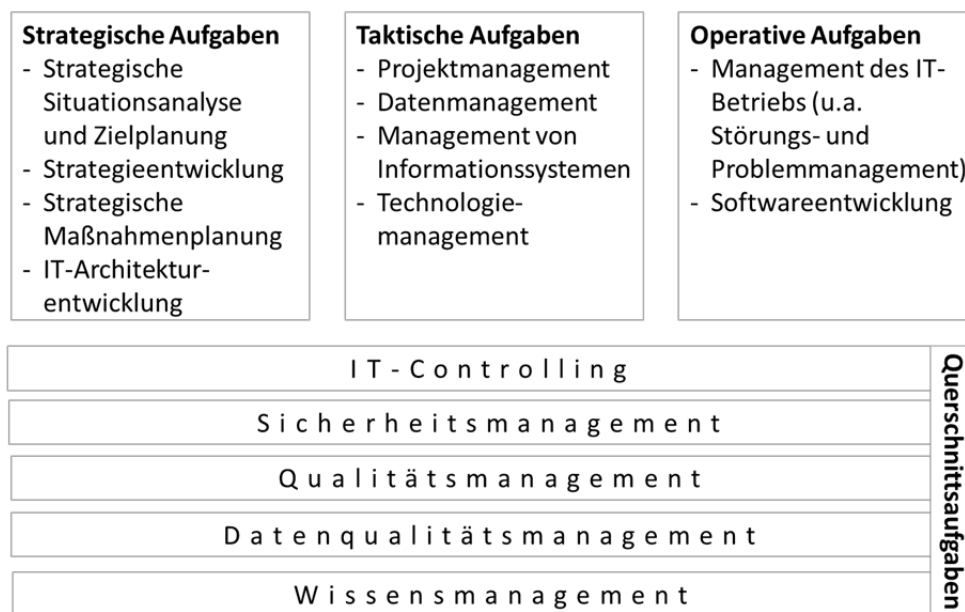 Strategische Aufgaben
- Strategische
Situationsanalyse
und Zielplanung
- Strategieentwicklung
- Strategische
Maßnahmenplanung
- IT-Architektur-
entwicklung
Taktische Aufgaben
- Projektmanagement
- Datenmanagement
- Management von
Informationssystemen
- Technologie-
management
Operative Aufgaben
- Management des IT-
Betriebs (u.a.
Störungs- und
Problemmanagement)
- Softwareentwicklung
IT-Controlling
Sicherheitsmanagement
Qualitätsmanagement
Datenqualitätsmanagement
Wissensmanagement
Querschnittsaufgaben